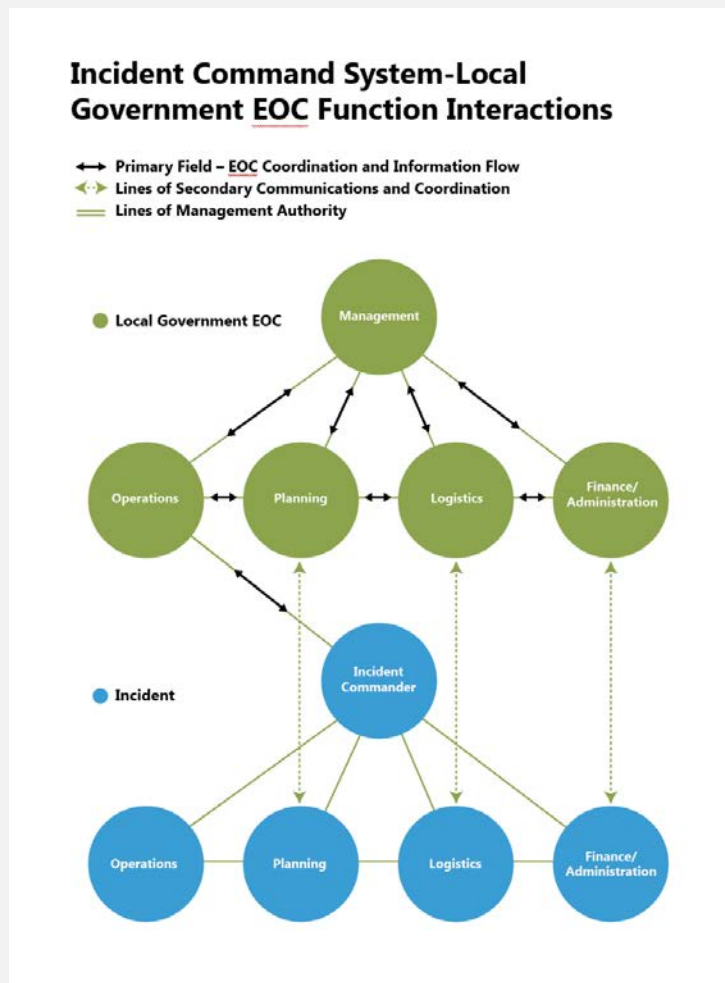 Incident Command System-Local
Government EOC Function Interactions
Primary Field – EOC Coordination and Information Flow
Lines of Secondary Communications and Coordination
Lines of Management Authority
Local Government EOC
Management
Operations
Planning
Logistics
Finance/
Administration
Incident
Incident
Commander
Operations
Planning
Logistics
Finance/
Administration